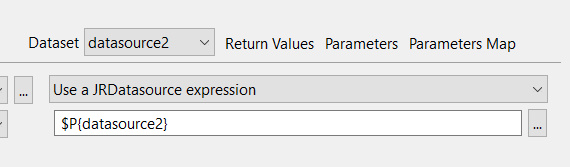 Dataset datasource2 Return Values Parameters Parameters Map
... Use a JRDatasource expression
$P{datasource2} ...